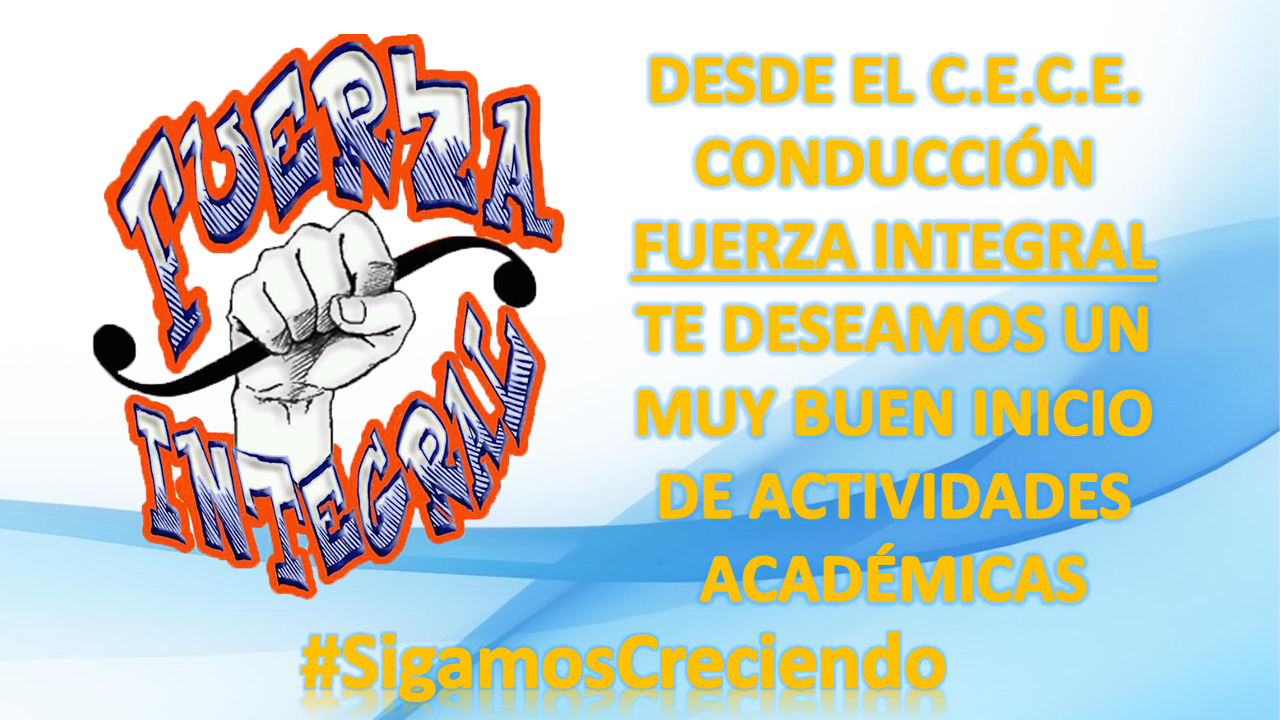 FUERZA
INTEGRAL
DESDE EL C.E.C.E.
CONDUCCIÓN
FUERZA INTEGRAL
TE DESEAMOS UN
MUY BUEN INICIO
DE ACTIVIDADES
ACADÉMICAS
#SigamosCreciendo